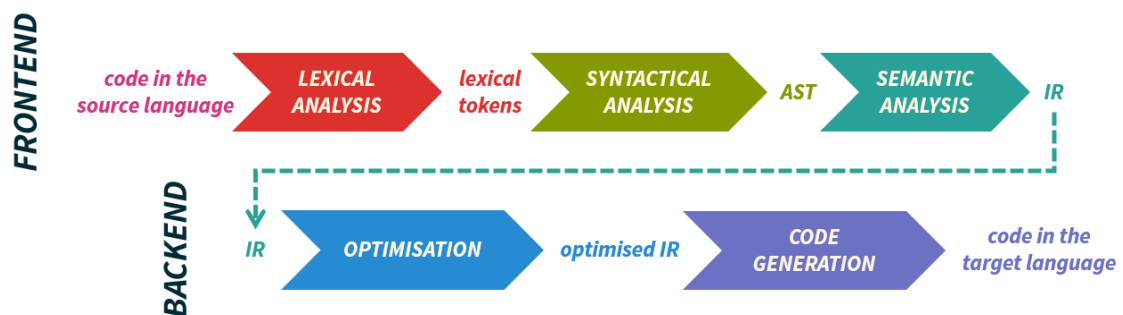 FRONTEND
code in the
source language
LEXICAL
ANALYSIS
lexical
tokens
SYNTACTICAL
ANALYSIS
AST
SEMANTIC
ANALYSIS
IR
BACKEND
IR
OPTIMISATION
optimised IR
CODE
GENERATION
code in the
target language